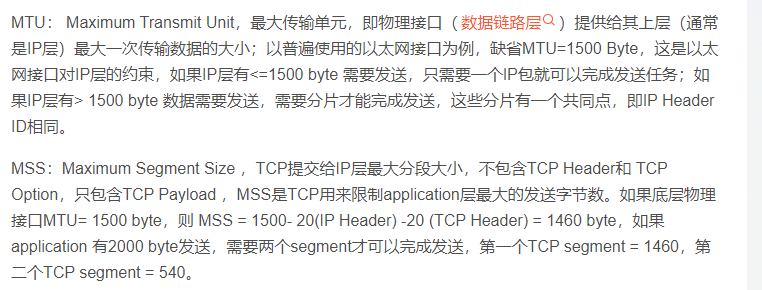 MTU： Maximum Transmit Unit，最大传输单元，即物理接口（数据链路层）提供给其上层（通常
是IP层）最大一次传输数据的大小；以普遍使用的以太网接口为例，缺省MTU=1500 Byte，这是以太
网接口对IP层的约束，如果IP层有<=1500 byte 需要发送，只需要一个IP包就可以完成发送任务；如
果IP层有> 1500 byte 数据需要发送，需要分片才能完成发送，这些分片有一个共同点，即IP Header
ID相同。
MSS：Maximum Segment Size ，TCP提交给IP层最大分段大小，不包含TCP Header和 TCP
Option，只包含TCP Payload ，MSS是TCP用来限制application层最大的发送字节数。如果底层物理
接口MTU= 1500 byte，则 MSS = 1500- 20(IP Header) -20 (TCP Header) = 1460 byte，如果
application 有2000 byte发送，需要两个segment才可以完成发送，第一个TCP segment = 1460，第
二个TCP segment = 540。